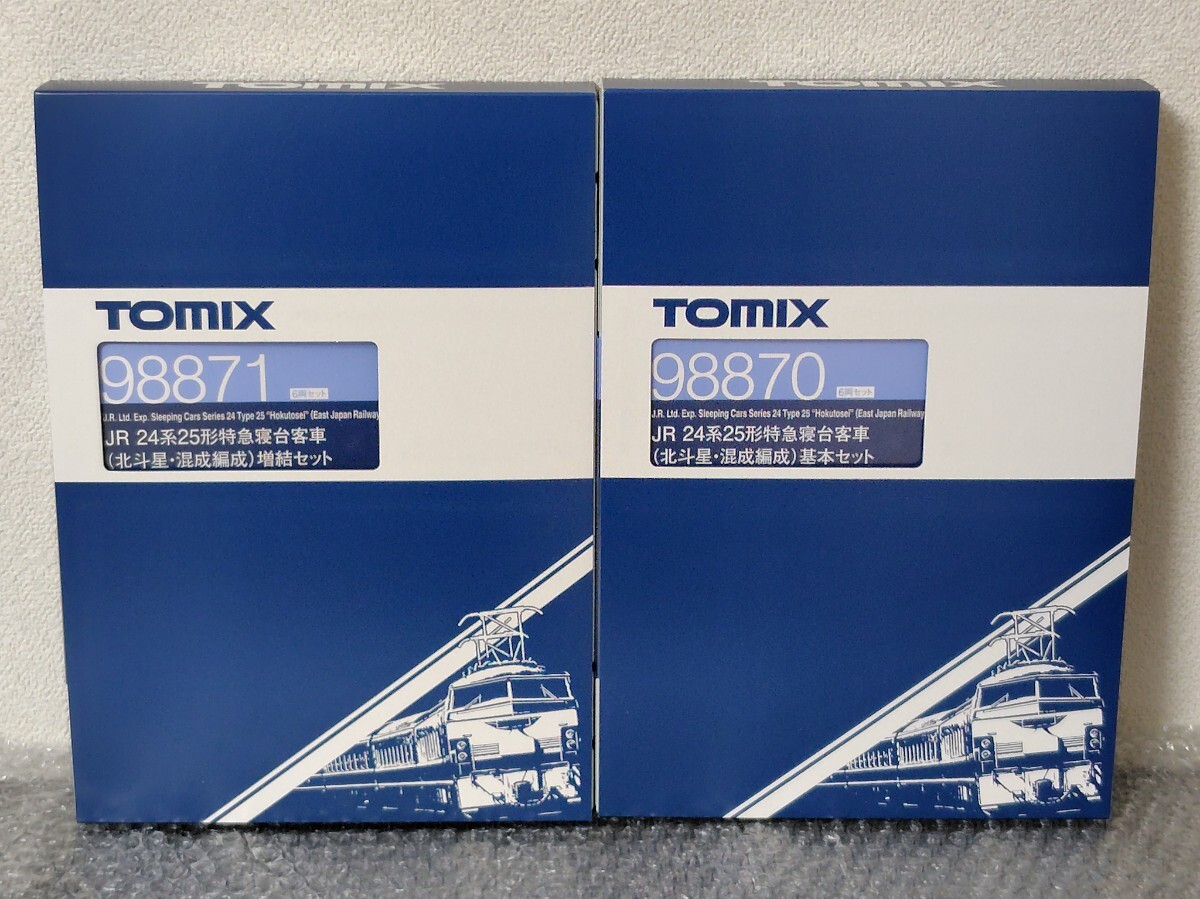 TOMIX
TOMIX
98871 6両セット
J.R. Ltd. Exp. Sleeping Cars Series 24 Type 25 "Hokutosei" (East Japan Railway
JR 24系25形特急寝台客車
(北斗星・混成編成)増結セット
TOMIX
TOMIX
98870 6両セット
J.R. Ltd. Exp. Sleeping Cars Series 24 Type 25 "Hokutosei" (East Japan Railway
JR 24系25形特急寝台客車
(北斗星・混成編成)基本セット